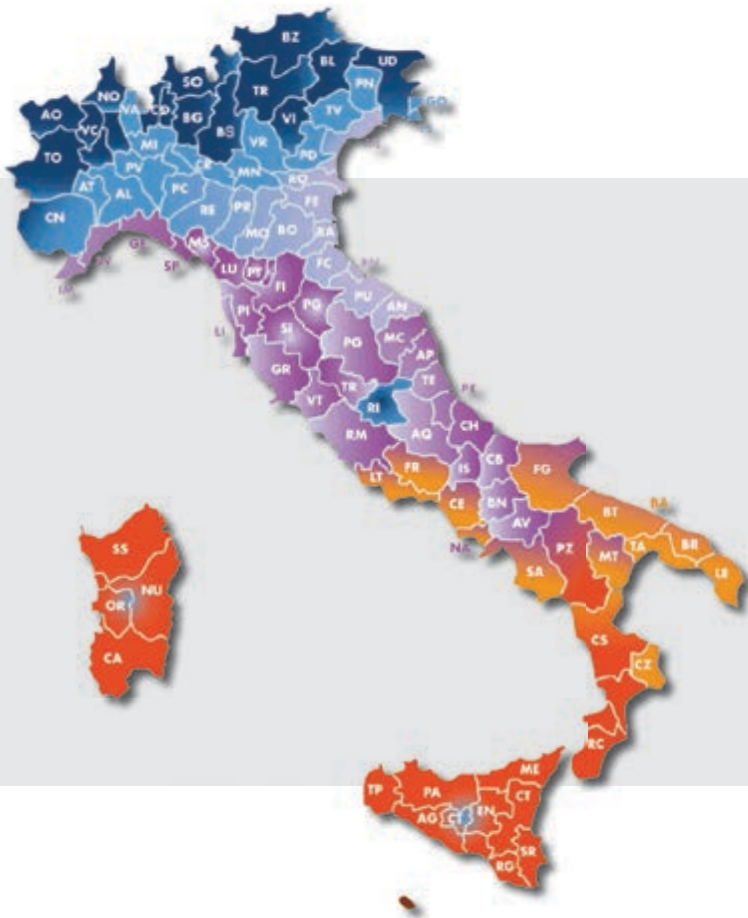 BZ
BL
UD
SO
PN
NO
TR
AO
VA
CO
BG
TV
VC
BS
VI
GO
MI
VR
TO
PD
PV
CR
MN
AT
RO
PC
AL
PR
FE
RE
CN
MO
BO
RA
GE
MS
SV
FC
SP
LU
PT
FI
IM
PU
AN
PI
PG
LI
SI
MC
PG
AP
GR
TR
TE
VT
RI
PE
CH
RM
AQ
CB
IS
FG
FR
LT
CE
BN
BT
BA
AV
NA
PZ
MT
TA
BR
SA
LE
SS
NU
OR
CS
CA
CZ
RC
ME
TP
PA
CT
AG
CT
EN
SR
RG